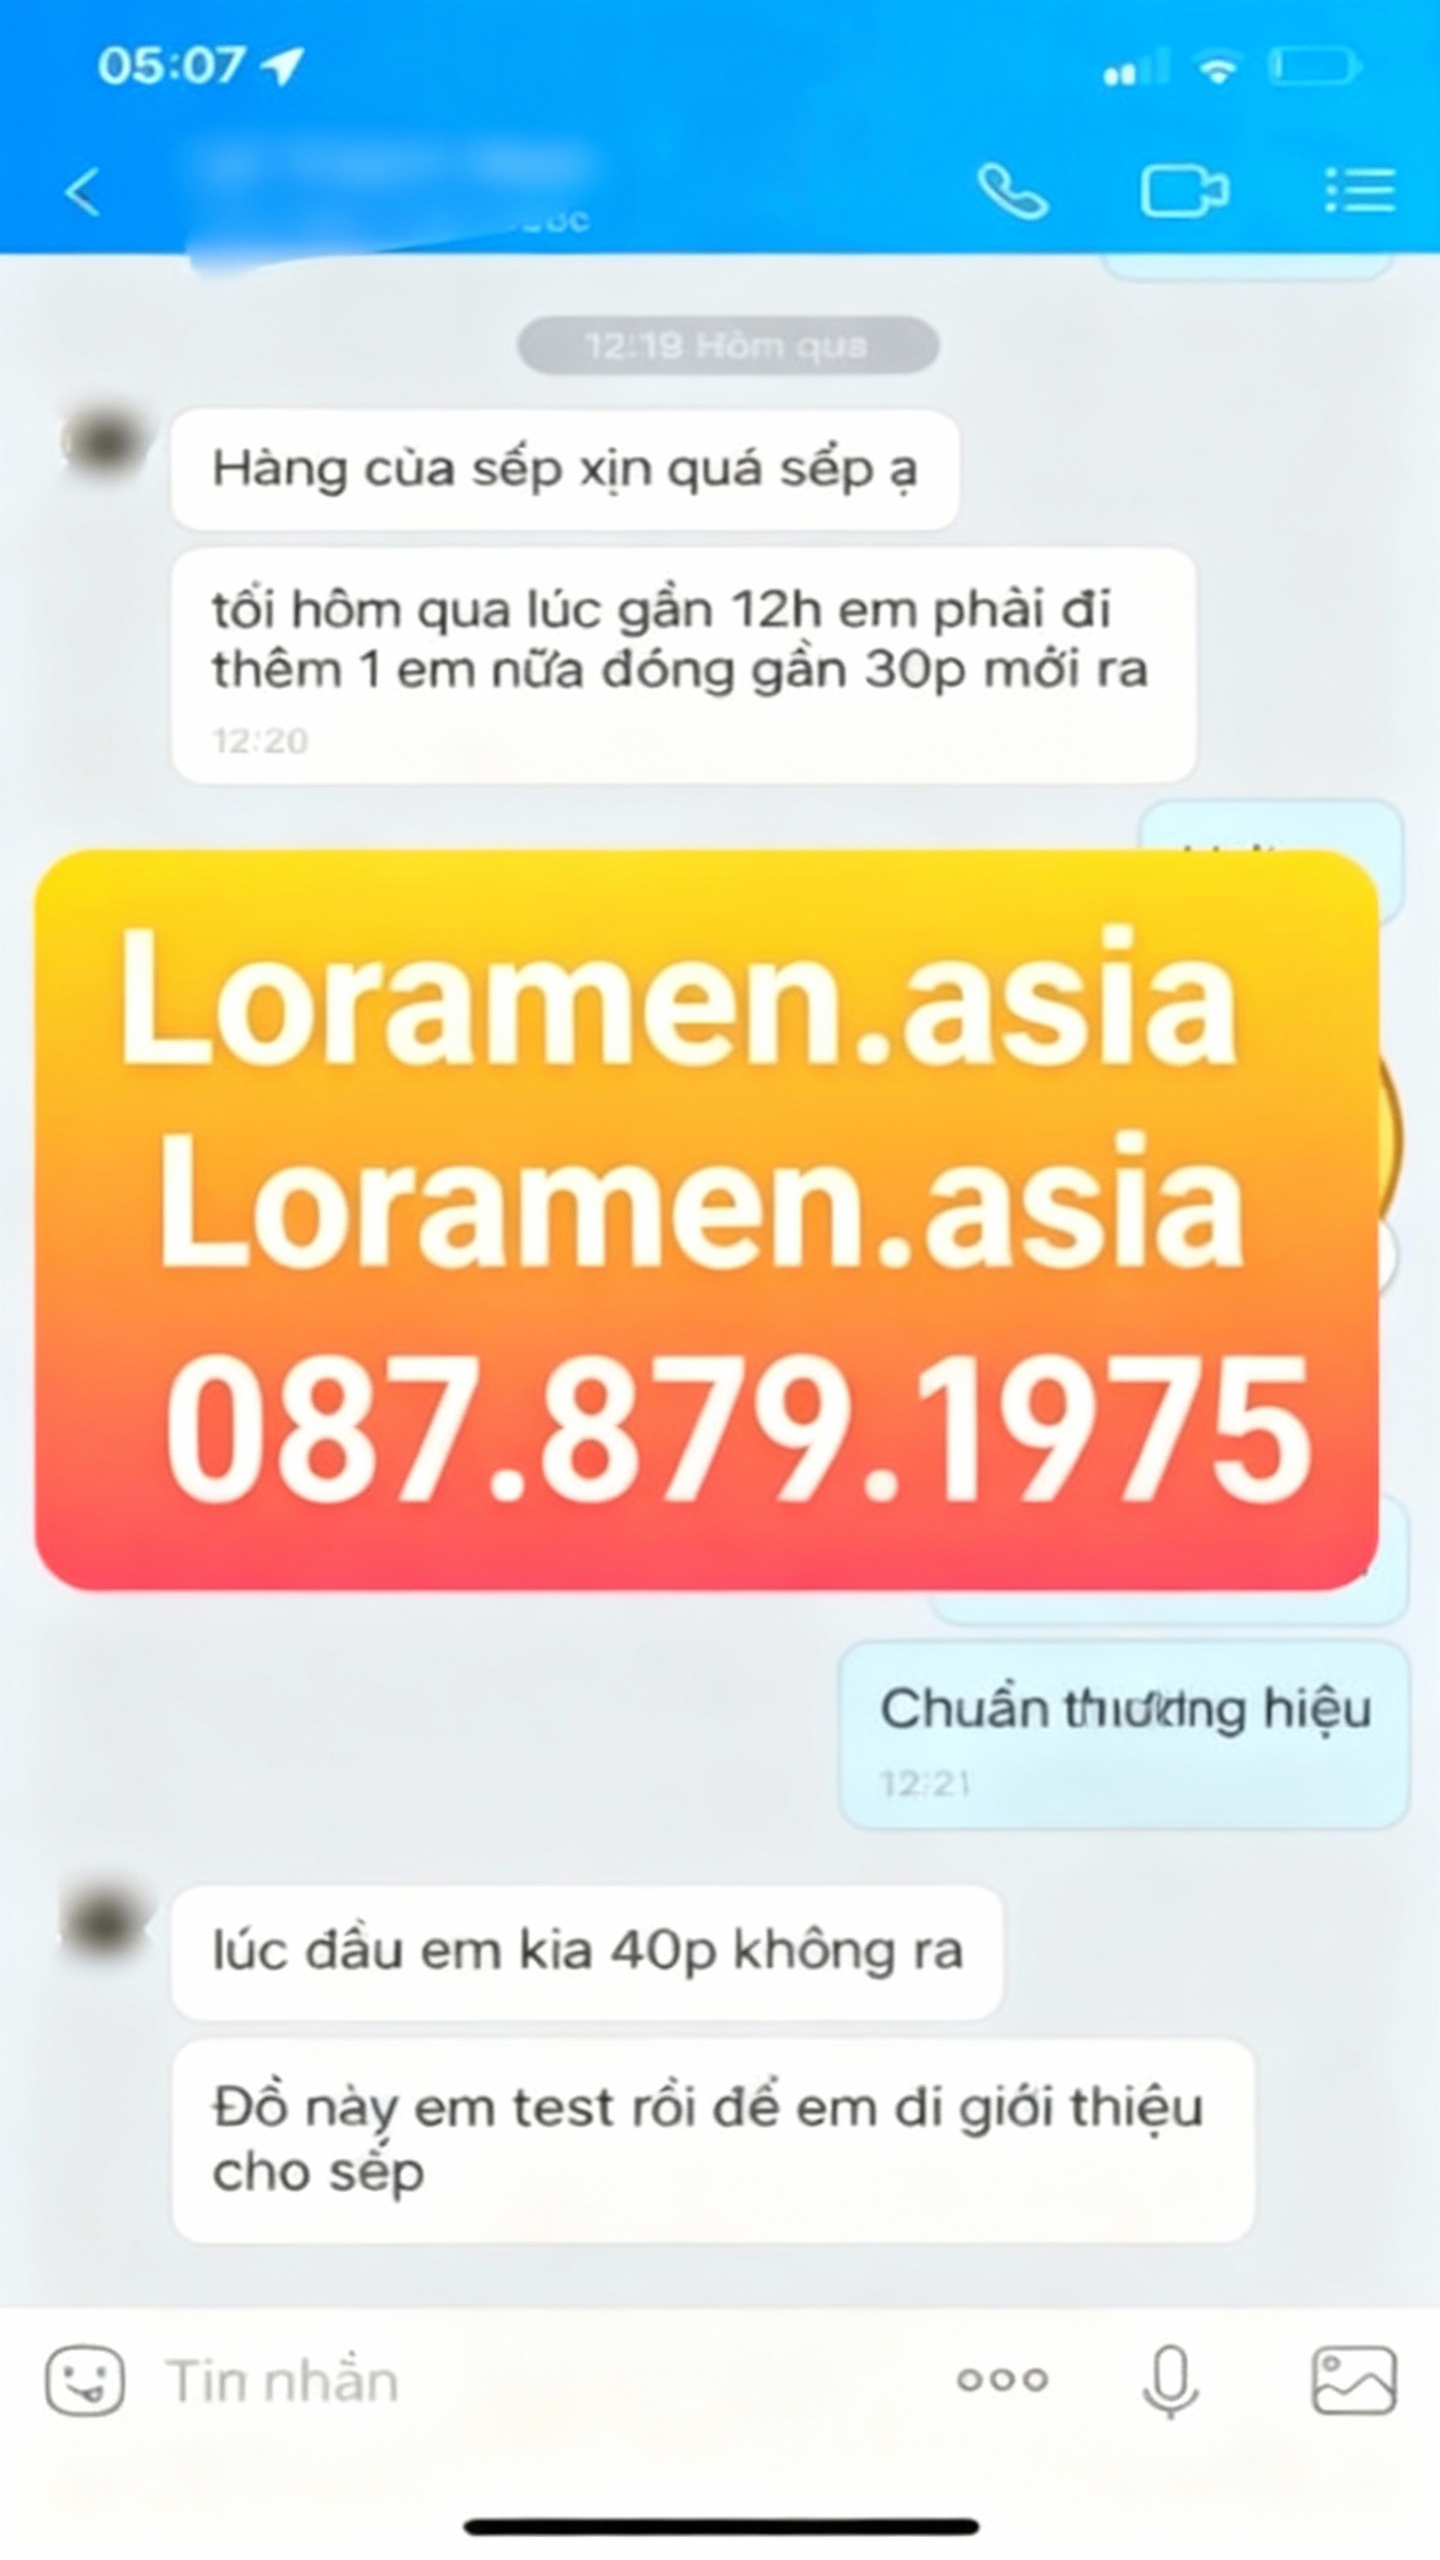 05:07
12:19 Hôm qua
Hàng của sếp xịn quá sếp ạ
tối hôm qua lúc gần 12h em phải đi
thêm 1 em nữa đóng gần 30p mới ra
12:20
Loramen.asia
Loramen.asia
087.879.1975
Chuẩn hiệu
12:21
lúc đầu em kia 40p không ra
Đồ này em test rồi để em đi giới thiệu
cho sếp
Tin nhắn